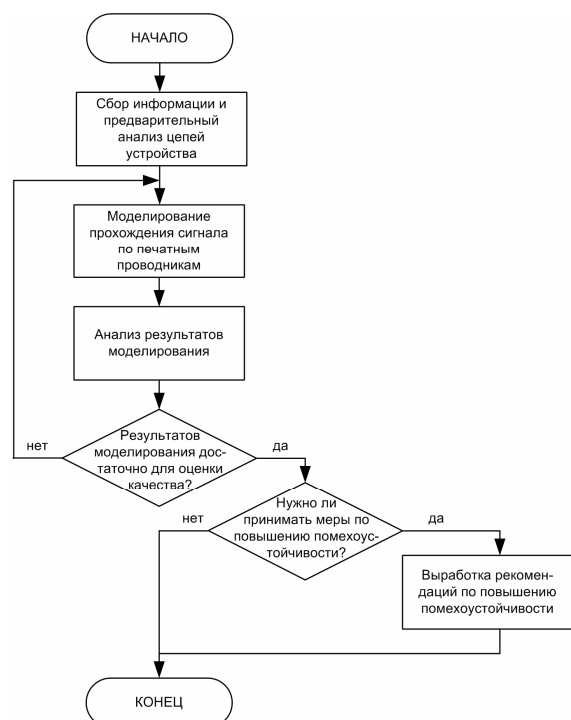 НАЧАЛО
Сбор информации и
предварительный
анализ цепей
устройства
Моделирование
прохождения сигнала
по печатным
проводникам
Анализ результатов
моделирования
нет
Результатов
моделирования дос-
таточно для оценки
качества?
да
нет
Нужно ли
принимать меры по
повышению помехоус-
тойчивости?
да
Выработка рекомен-
даций по повышению
помехоустойчивости
КОНЕЦ